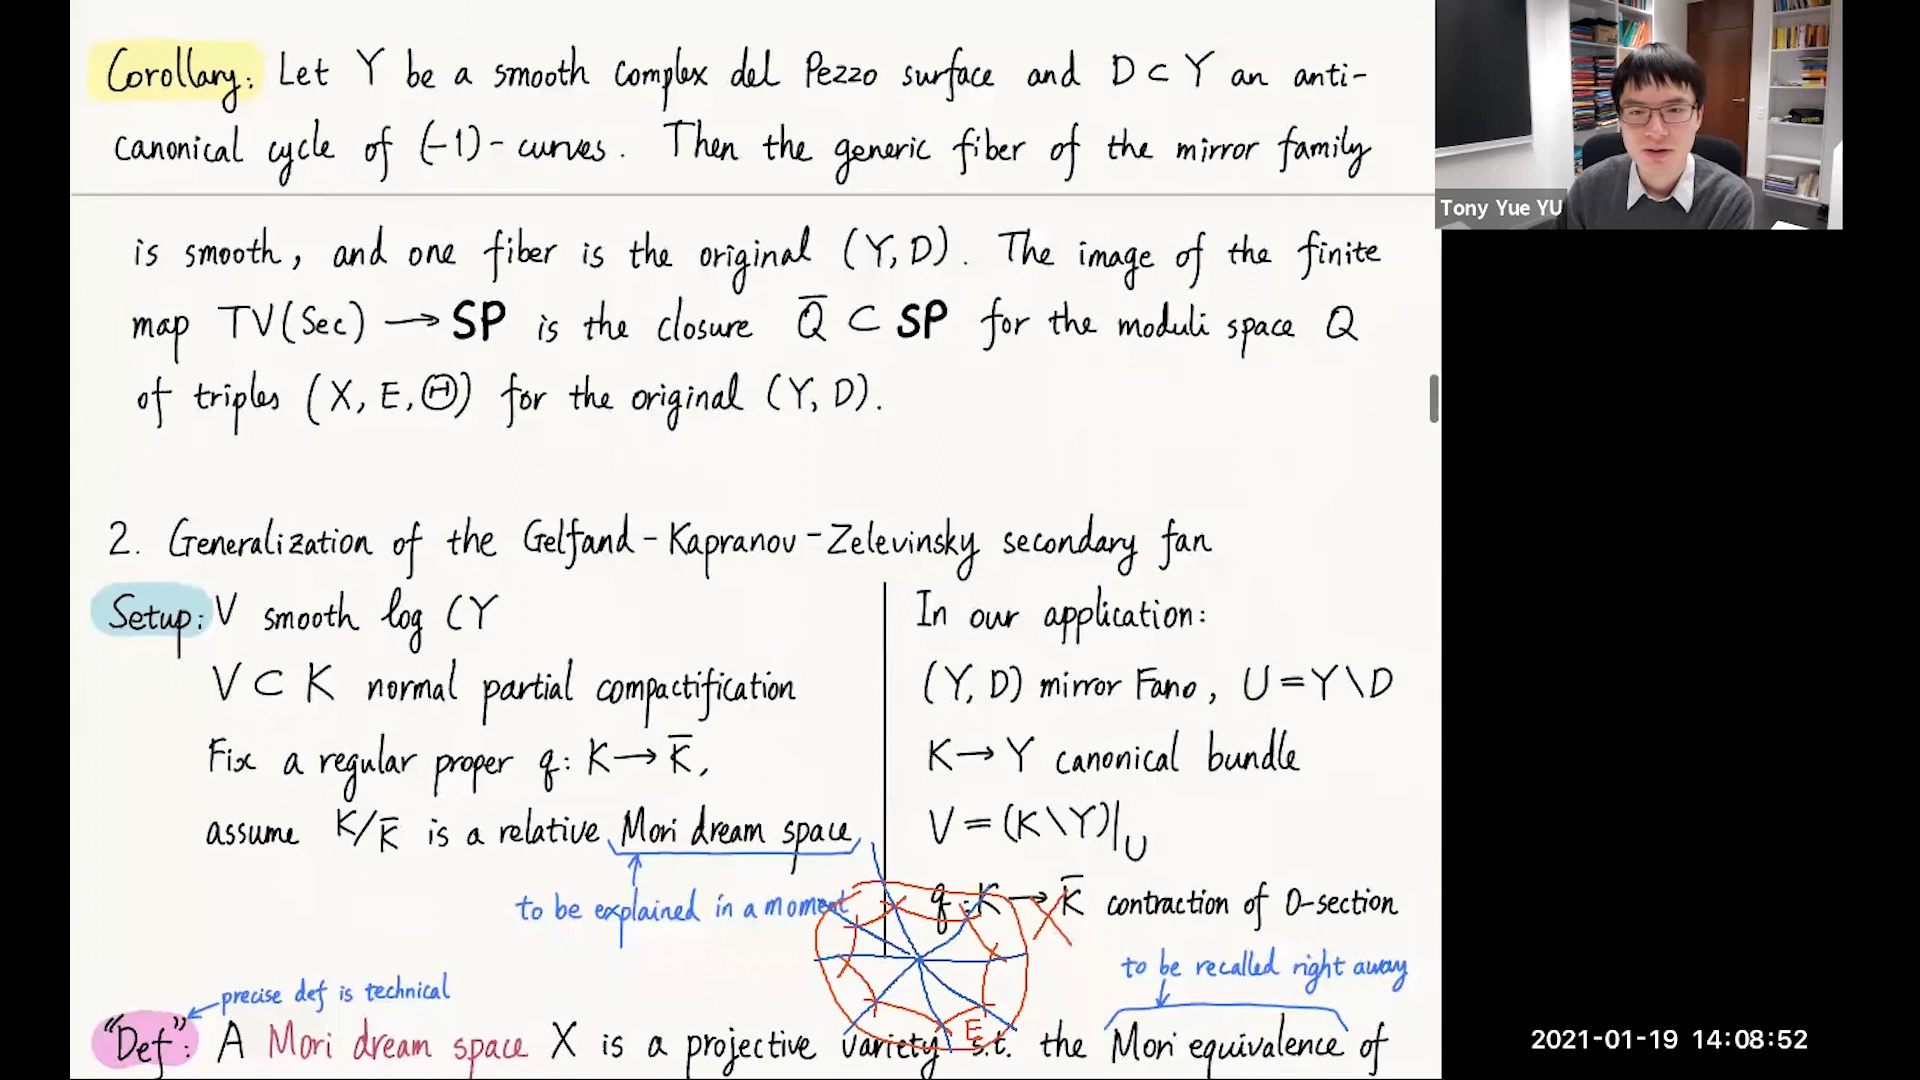 Corollary: Let Y be a smooth complex del Pezzo surface and D ⊂ Y an anti-
canonical cycle of (-1)-curves. Then the generic fiber of the mirror family
is smooth, and one fiber is the original (Y, D). The image of the finite
map TV(Sec) → SP is the closure Q̅ ⊂ SP for the moduli space Q
of triples (X, E, Θ) for the original (Y, D).
2. Generalization of the Gelfand-Kapranov-Zelevinsky secondary fan
Setup: V smooth log CY
V ⊂ K normal partial compactification
Fix a regular proper q: K → K̅,
assume K/K̅ is a relative Mori dream space
to be explained in a moment
In our application:
(Y, D) mirror Fano, U = Y\D
K → Y canonical bundle
V = (K\Y)|U
q: K → K̅ contraction of 0-section
X
E
to be recalled right away
precise def is technical
"Def": A Mori dream space X is a projective variety s.t. the Mori equivalence of
Tony Yue YU
2021-01-19 14:08:52